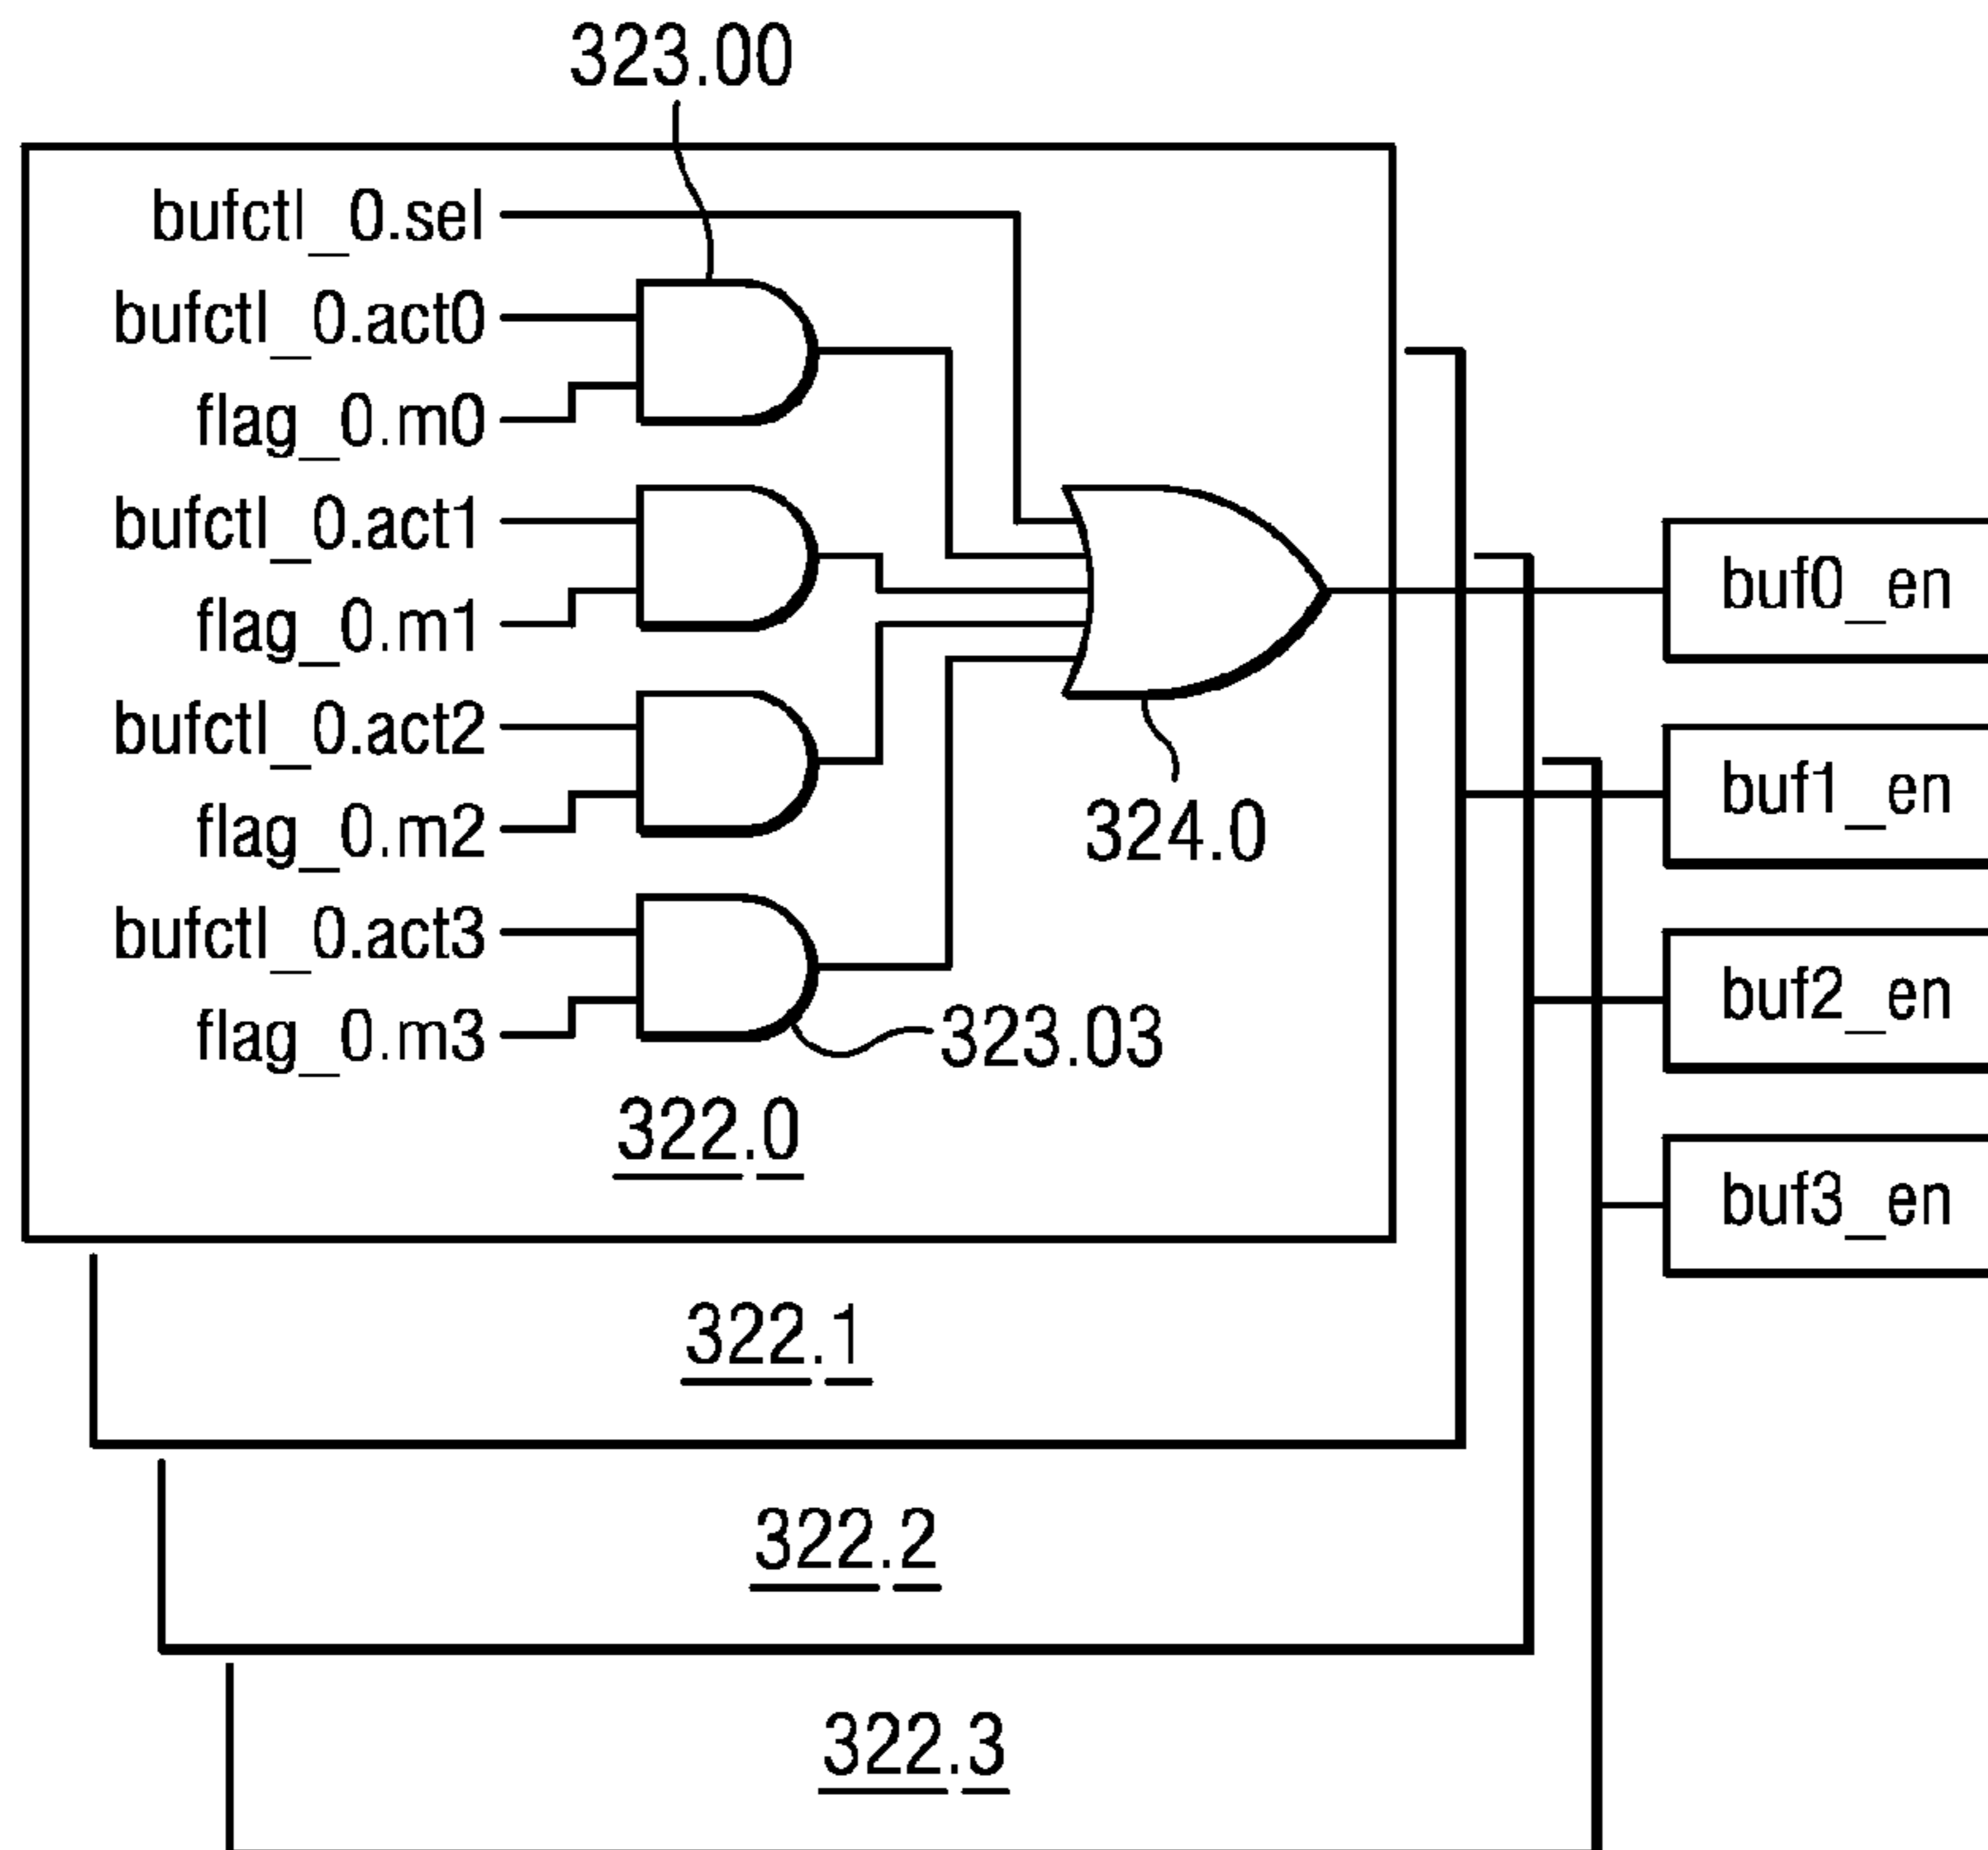 323.00
bufctl_0.sel
bufctl_0.act0
flag_0.m0
bufctl_0.act1
flag_0.m1
bufctl_0.act2
flag_0.m2
bufctl_0.act3
flag_0.m3
324.0
323.03
322.0
322.1
322.2
322.3
buf0_en
buf1_en
buf2_en
buf3_en